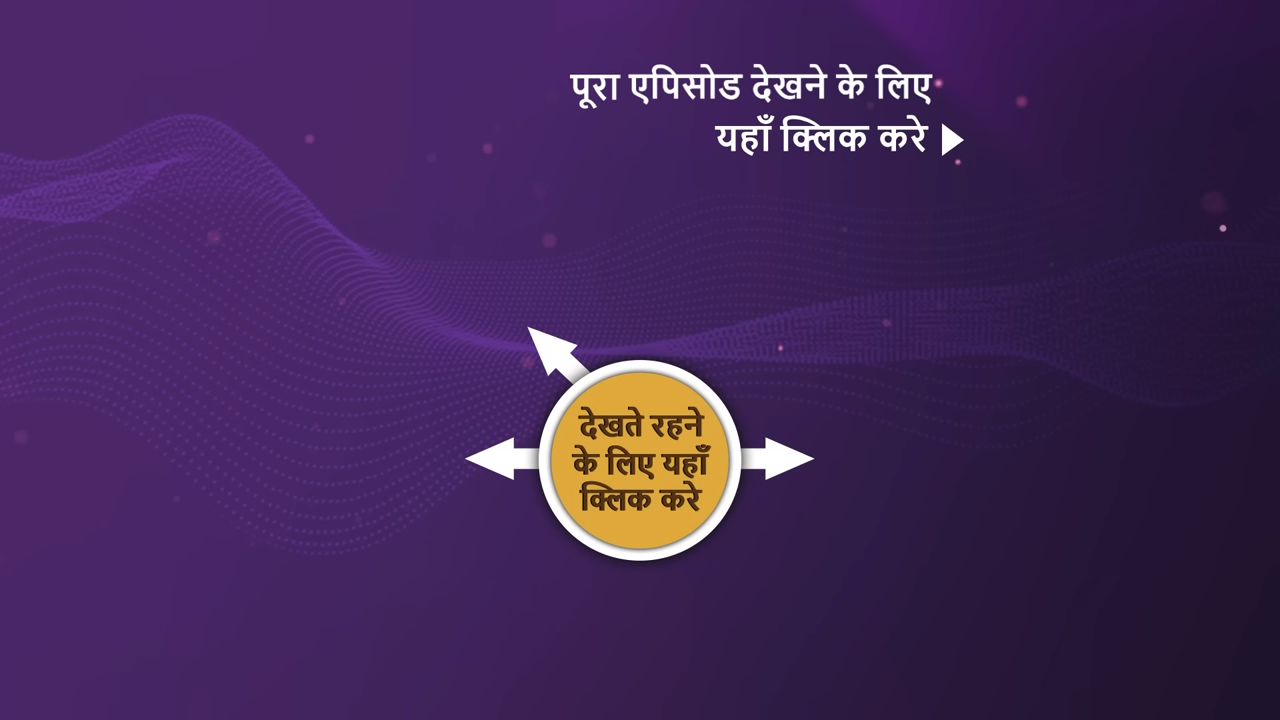 पूरा एपिसोड देखने के लिए
यहाँ क्लिक करे
देखते रहने
के लिए यहाँ
क्लिक करे